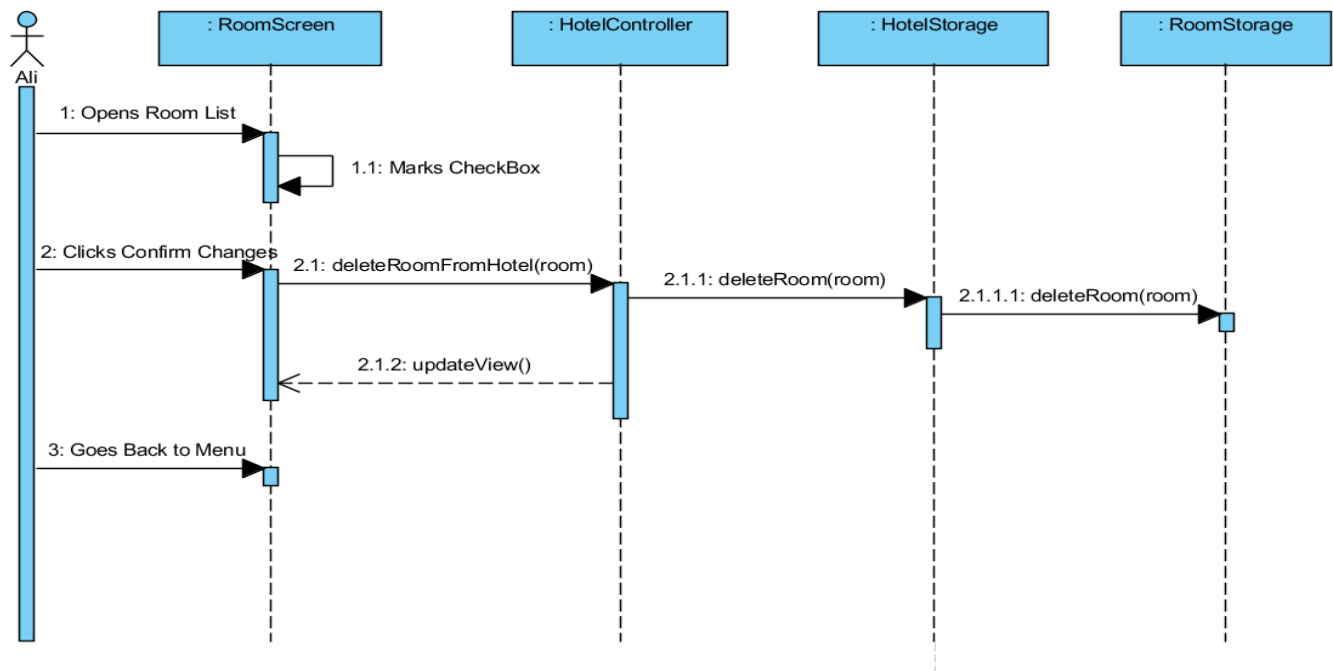 : RoomScreen
: HotelController
: HotelStorage
: RoomStorage
Ali
1: Opens Room List
1.1: Marks CheckBox
2: Clicks Confirm Changes
2.1: deleteRoomFromHotel(room)
2.1.1: deleteRoom(room)
2.1.1.1: deleteRoom(room)
2.1.2: updateView()
3: Goes Back to Menu